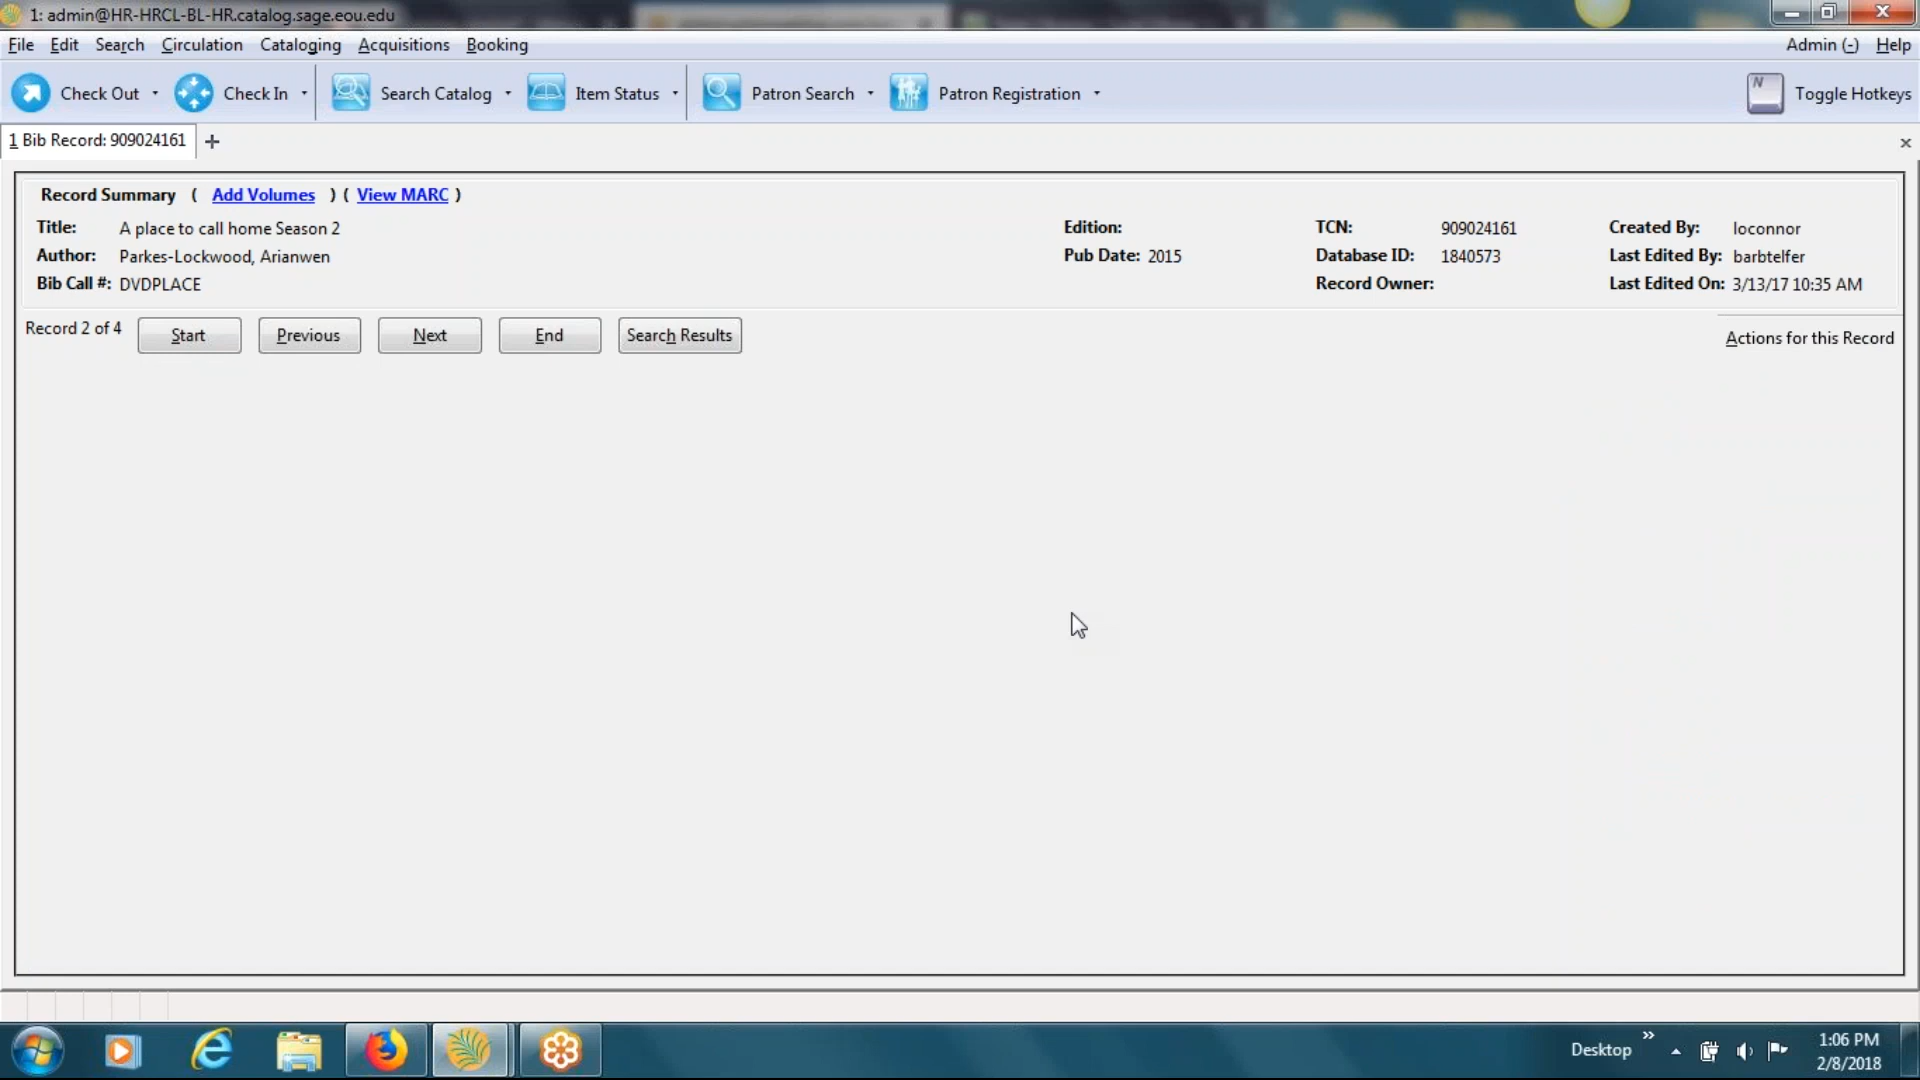 1: admin@HR-HRCL-BL-HR.catalog.sage.eou.edu
File Edit Search Circulation Cataloging Acquisitions Booking Admin (-) Help
Check Out Check In Search Catalog Item Status Patron Search Patron Registration N Toggle Hotkeys
1 Bib Record: 909024161 +
Record Summary ( Add Volumes ) ( View MARC )
Title: A place to call home Season 2 Edition: TCN: 909024161 Created By: loconnor
Author: Parkes-Lockwood, Arianwen Pub Date: 2015 Database ID: 1840573 Last Edited By: barbtelfer
Bib Call #: DVDPLACE Record Owner: Last Edited On: 3/13/17 10:35 AM
Record 2 of 4 Start Previous Next End Search Results Actions for this Record
Desktop » 1:06 PM
2/8/2018